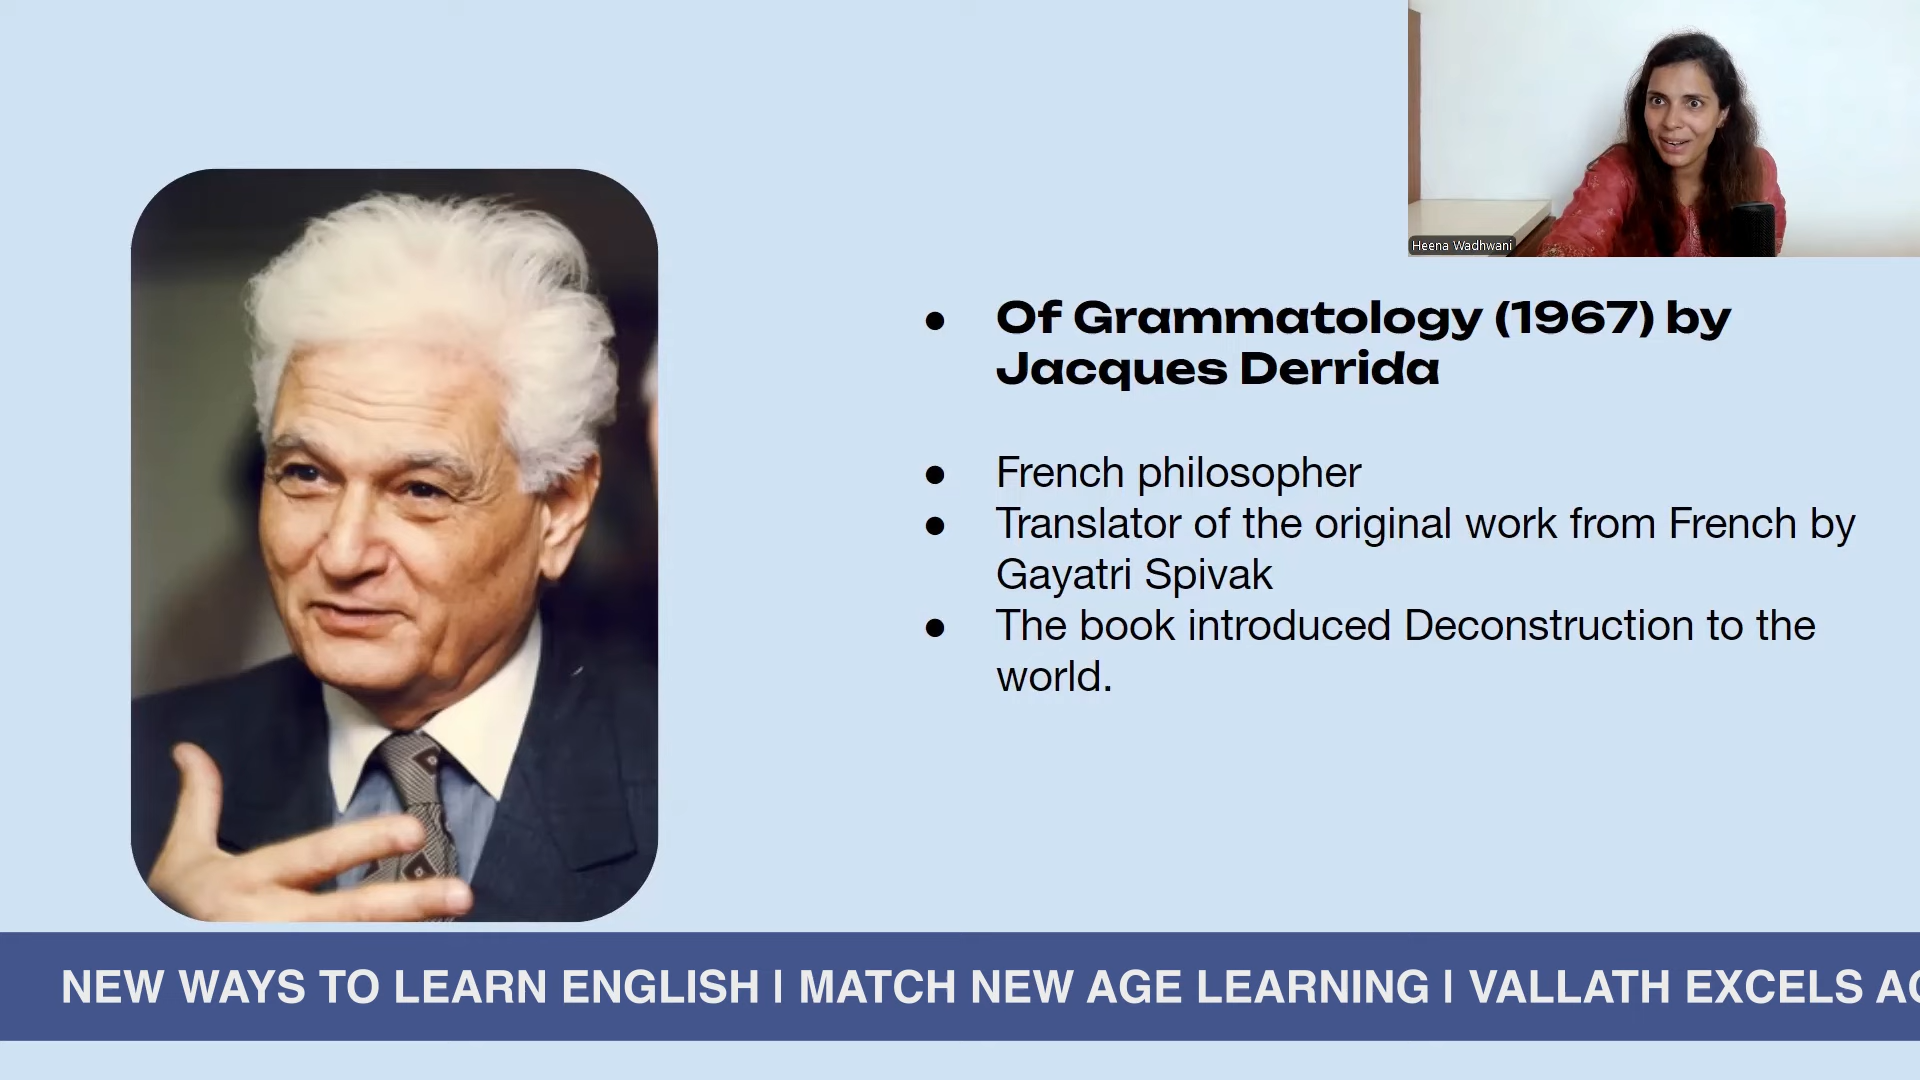 Heena Wadhwani
● Of Grammatology (1967) by
Jacques Derrida
● French philosopher
● Translator of the original work from French by
Gayatri Spivak
● The book introduced Deconstruction to the
world.
NEW WAYS TO LEARN ENGLISH | MATCH NEW AGE LEARNING | VALLATH EXCELS